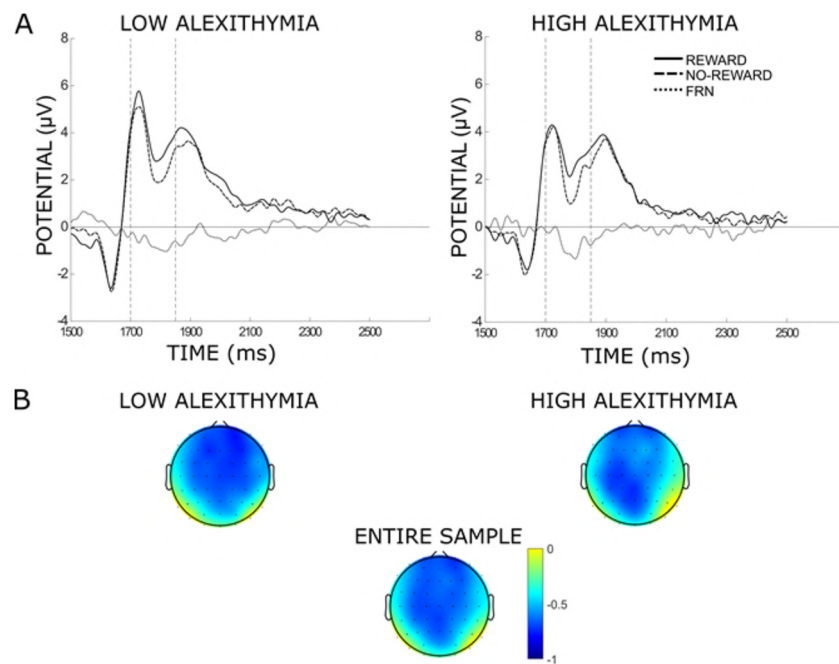 A
LOW ALEXITHYMIA
HIGH ALEXITHYMIA
REWARD
NO-REWARD
FRN
POTENTIAL (µV)
8
6
4
2
0
-2
-4
1500
1700
1900
2100
2300
2500
TIME (ms)
POTENTIAL (µV)
8
6
4
2
0
-2
-4
1500
1700
1900
2100
2300
2500
TIME (ms)
B
LOW ALEXITHYMIA
HIGH ALEXITHYMIA
ENTIRE SAMPLE
0
-0.5
-1